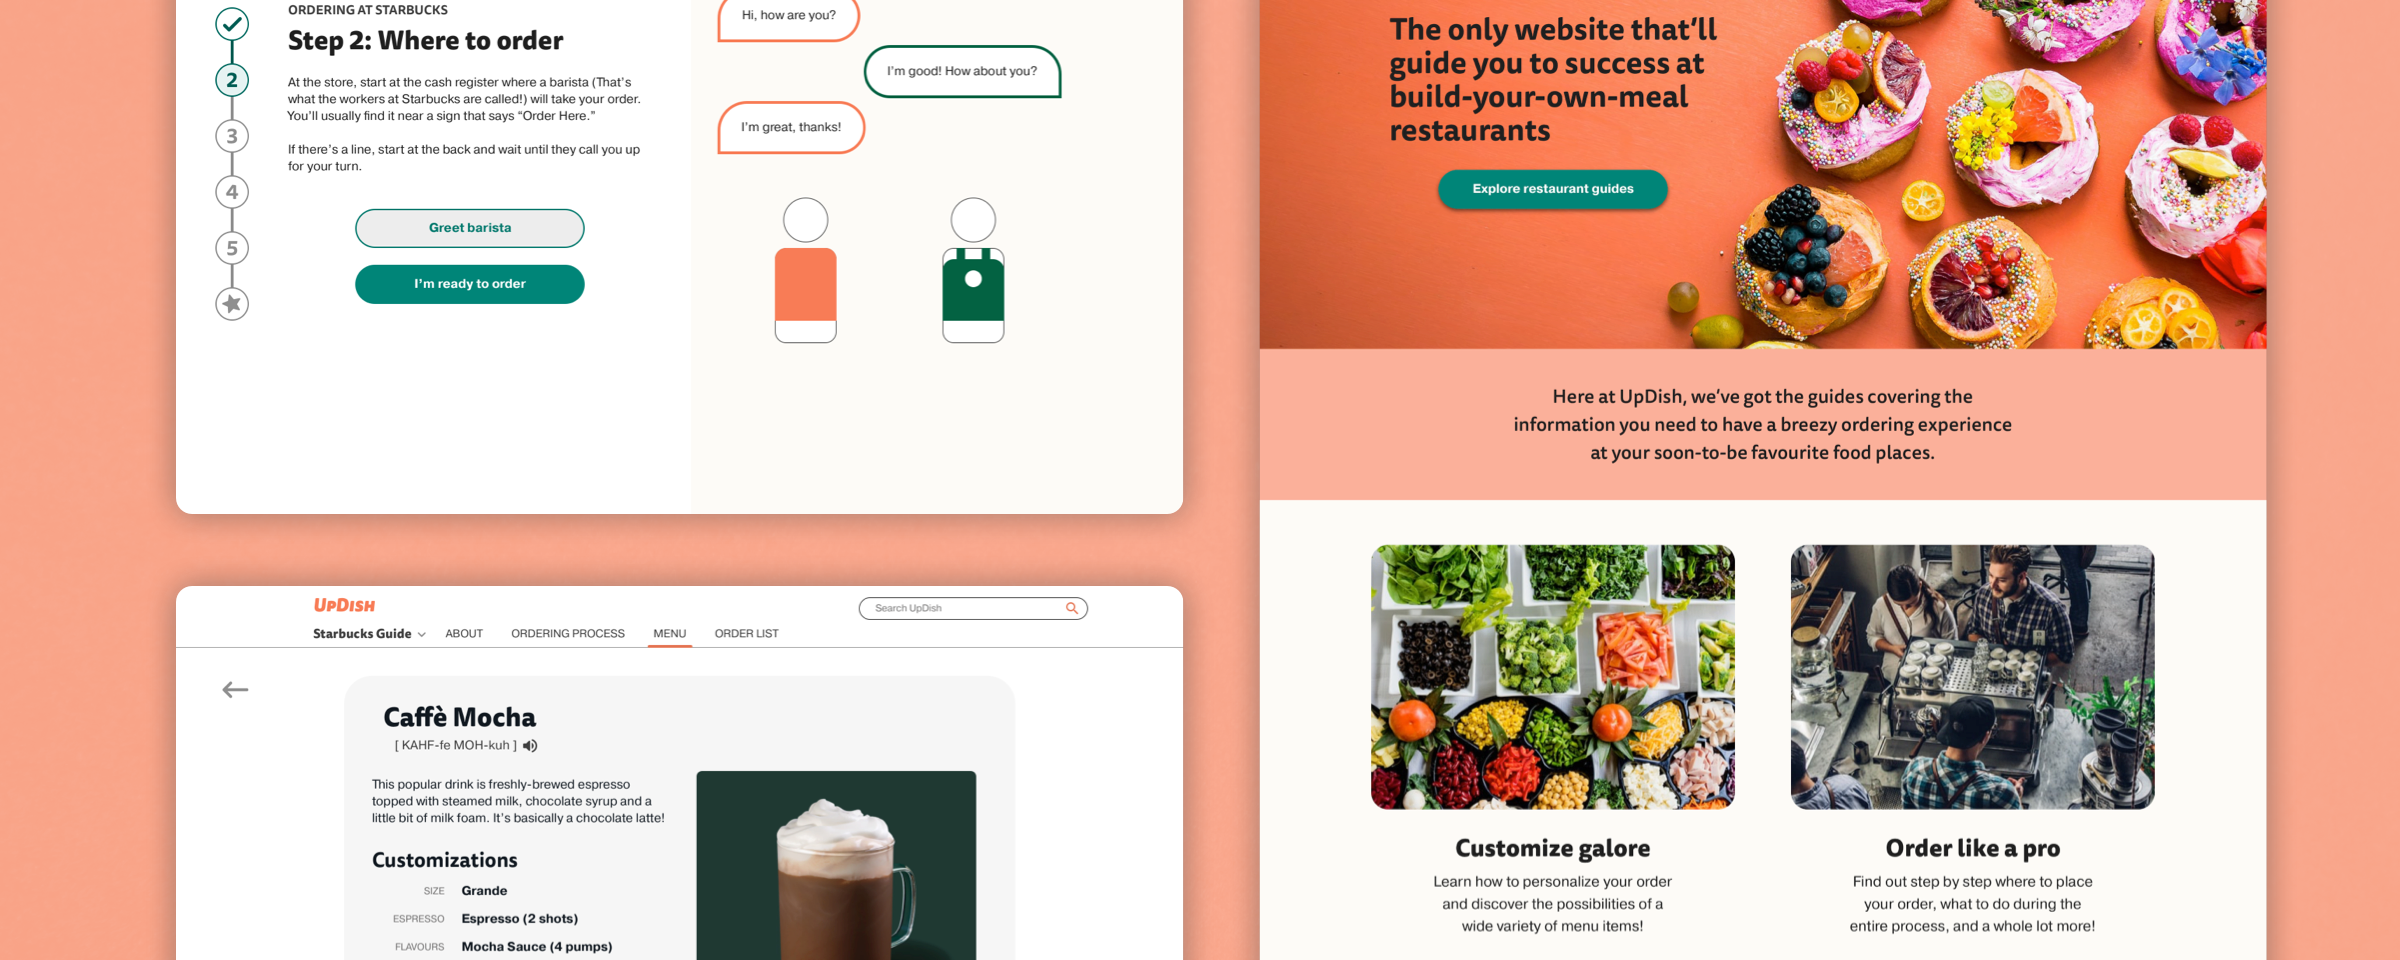 ORDERING AT STARBUCKS
Step 2: Where to order
2
3
4
5
At the store, start at the cash register where a barista (That's
what the workers at Starbucks are called!) will take your order.
You'll usually find it near a sign that says “Order Here.”
If there's a line, start at the back and wait until they call you up
for your turn.
Greet barista
I'm ready to order
Hi, how are you?
I'm good! How about you?
I'm great, thanks!
UPDISH
Search UpDish
Starbucks Guide
ABOUT
ORDERING PROCESS
MENU
ORDER LIST
Caffè Mocha
[ KAHF-fe MOH-kuh ]
This popular drink is freshly-brewed espresso
topped with steamed milk, chocolate syrup and a
little bit of milk foam. It's basically a chocolate latte!
Customizations
SIZE Grande
ESPRESSO Espresso (2 shots)
FLAVOURS Mocha Sauce (4 pumps)
The only website that'll
guide you to success at
build-your-own-meal
restaurants
Explore restaurant guides
Here at UpDish, we've got the guides covering the
information you need to have a breezy ordering experience
at your soon-to-be favourite food places.
Customize galore
Learn how to personalize your order
and discover the possibilities of a
wide variety of menu items!
Order like a pro
Find out step by step where to place
your order, what to do during the
entire process, and a whole lot more!